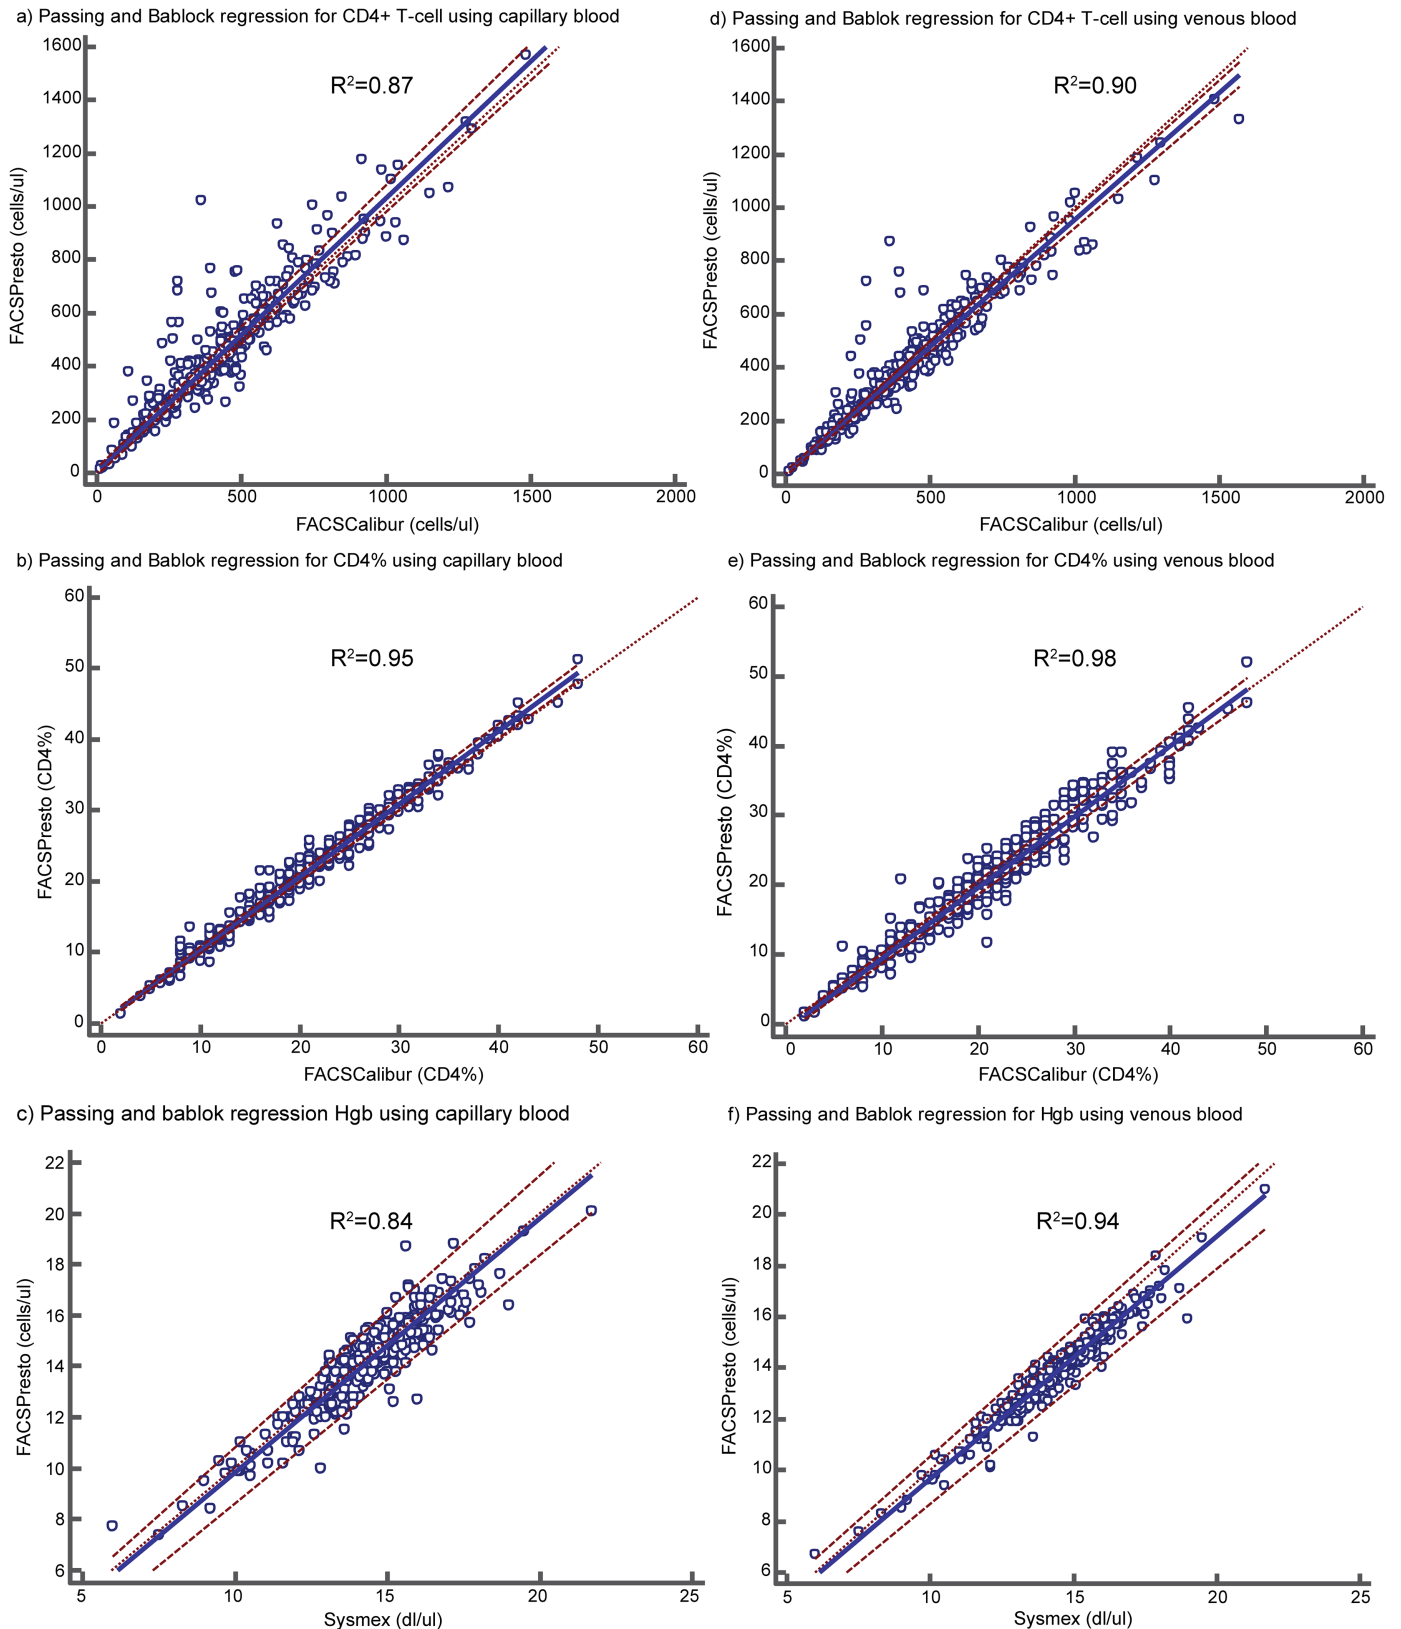 a) Passing and Bablock regression for CD4+ T-cell using capillary blood
R²=0.87
FACSPresto (cells/ul)
1600
1400
1200
1000
800
600
400
200
0
0 500 1000 1500 2000
FACSCalibur (cells/ul)
d) Passing and Bablok regression for CD4+ T-cell using venous blood
R²=0.90
FACSPresto (cells/ul)
1600
1400
1200
1000
800
600
400
200
0
0 500 1000 1500 2000
FACSCalibur (cells/ul)
b) Passing and Bablok regression for CD4% using capillary blood
R²=0.95
FACSPresto (CD4%)
60
50
40
30
20
10
0
0 10 20 30 40 50 60
FACSCalibur (CD4%)
e) Passing and Bablock regression for CD4% using venous blood
R²=0.98
FACSPresto (CD4%)
60
50
40
30
20
10
0
0 10 20 30 40 50 60
FACSCalibur (CD4%)
c) Passing and bablok regression Hgb using capillary blood
R²=0.84
FACSPresto (cells/ul)
22
20
18
16
14
12
10
8
6
5 10 15 20 25
Sysmex (dl/ul)
f) Passing and Bablok regression for Hgb using venous blood
R²=0.94
FACSPresto (cells/ul)
22
20
18
16
14
12
10
8
6
5 10 15 20 25
Sysmex (dl/ul)